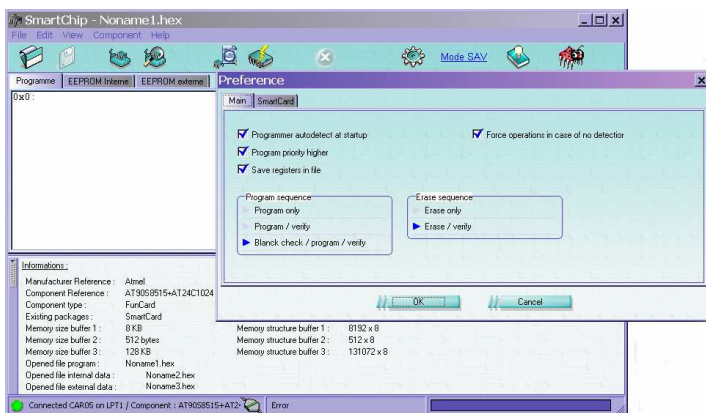 SmartChip - Noname1.hex
File Edit View Component Help
Mode SAV
Programme EEPROM Interne EEPROM externe
0x0 :
Preference
Main SmartCard
Programmer autodetect at startup
Force operations in case of no detection
Program priority higher
Save registers in file
Program sequence
Program only
Program / verify
Blanck check / program / verify
Erase sequence
Erase only
Erase / verify
OK Cancel
Informations :
Manufacturer Reference : Atmel
Component Reference : AT90S8515+AT24C1024
Component type : FunCard
Existing packages : SmartCard
Memory size buffer 1 : 8 KB Memory structure buffer 1 : 8192 x 8
Memory size buffer 2 : 512 bytes Memory structure buffer 2 : 512 x 8
Memory size buffer 3 : 128 KB Memory structure buffer 3 : 131072 x 8
Opened file program : Noname1.hex
Opened file internal data : Noname2.hex
Opened file external data : Noname3.hex
Connected CAR05 on LPT1 / Component : AT90S8515+AT2 Error